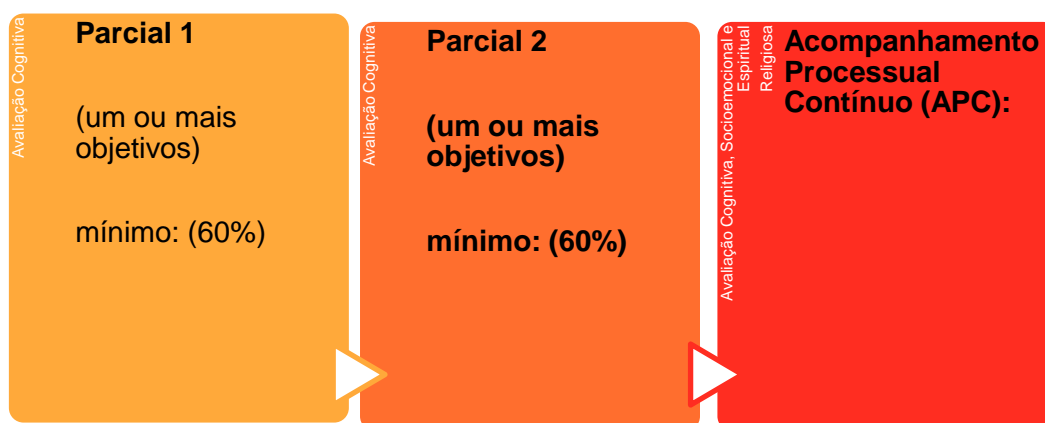 Avaliação Cognitiva
Parcial 1
(um ou mais
objetivos)
mínimo: (60%)
Avaliação Cognitiva
Parcial 2
(um ou mais
objetivos)
mínimo: (60%)
Avaliação Cognitiva, Socioemocional e
Espiritual
Religiosa
Acompanhamento
Processual
Contínuo (APC):